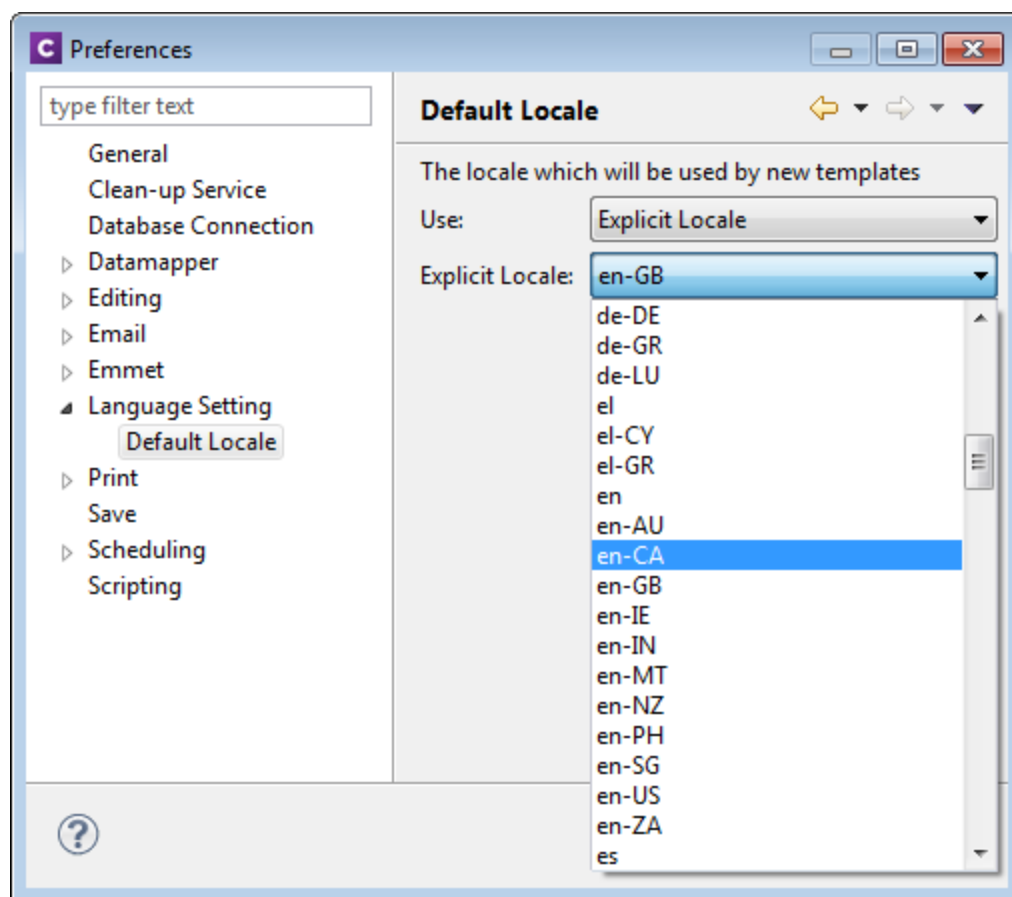 C Preferences
type filter text
General
Clean-up Service
Database Connection
Datamapper
Editing
Email
Emmet
Language Setting
Default Locale
Print
Save
Scheduling
Scripting
?
Default Locale
The locale which will be used by new templates
Use: Explicit Locale
Explicit Locale: en-GB
de-DE
de-GR
de-LU
el
el-CY
el-GR
en
en-AU
en-CA
en-GB
en-IE
en-IN
en-MT
en-NZ
en-PH
en-SG
en-US
en-ZA
es